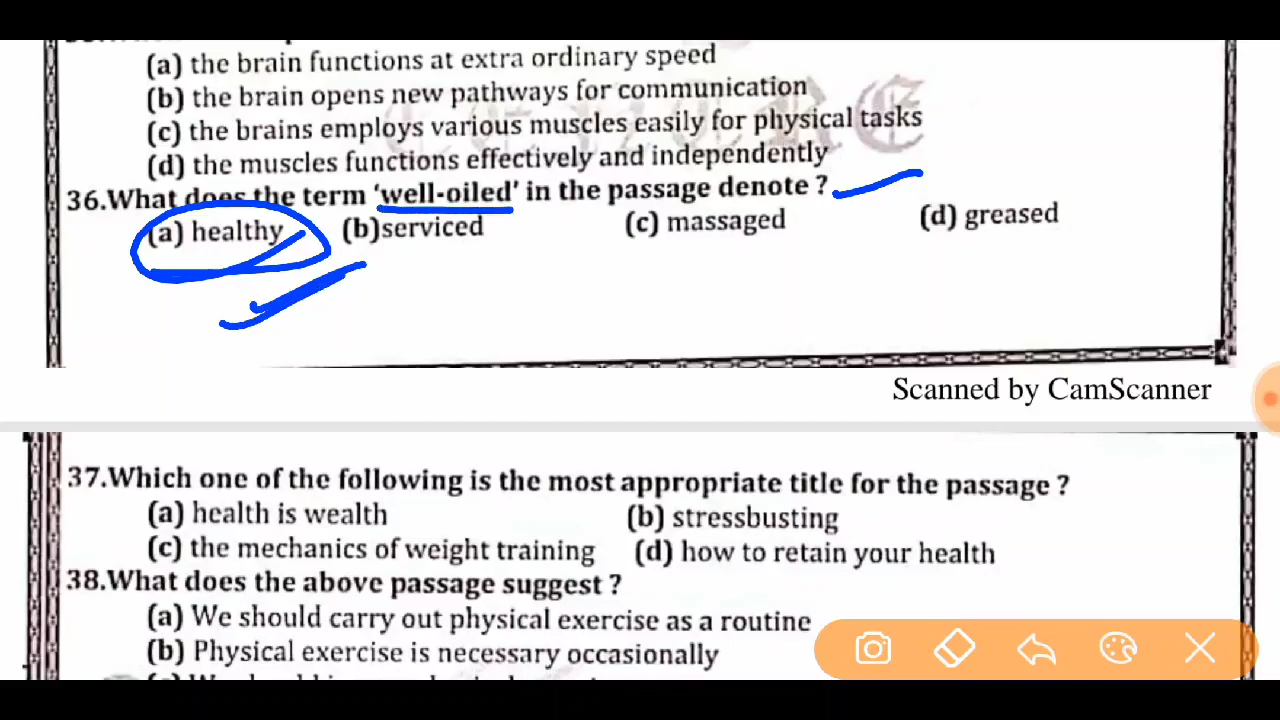 (a) the brain functions at extra ordinary speed
(b) the brain opens new pathways for communication
(c) the brains employs various muscles easily for physical tasks
(d) the muscles functions effectively and independently
36.What does the term ‘well-oiled’ in the passage denote ?
(a) healthy (b)serviced (c) massaged (d) greased
Scanned by CamScanner
37.Which one of the following is the most appropriate title for the passage ?
(a) health is wealth (b) stressbusting
(c) the mechanics of weight training (d) how to retain your health
38.What does the above passage suggest ?
(a) We should carry out physical exercise as a routine
(b) Physical exercise is necessary occasionally